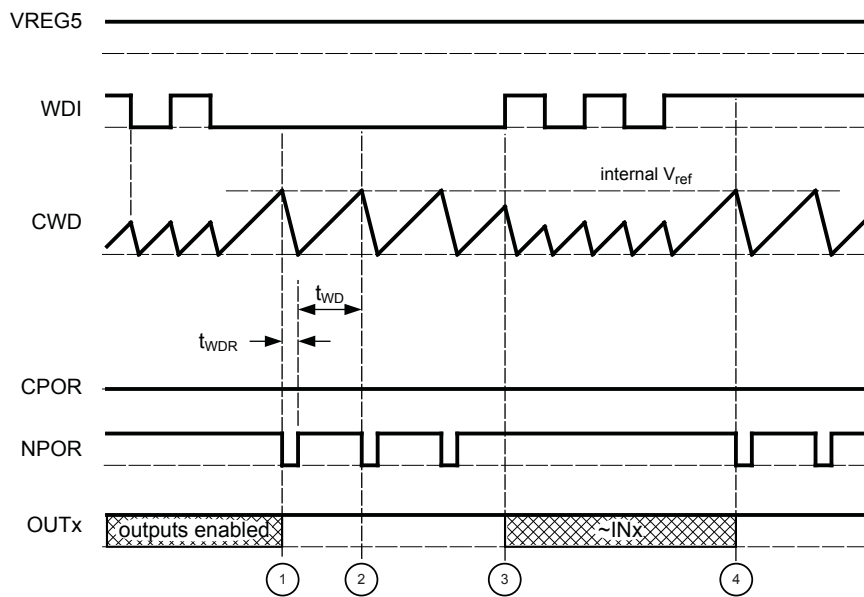 VREG5
WDI
internal Vref
CWD
tWD
tWDR
CPOR
NPOR
OUTx
outputs enabled
~INx
1
2
3
4